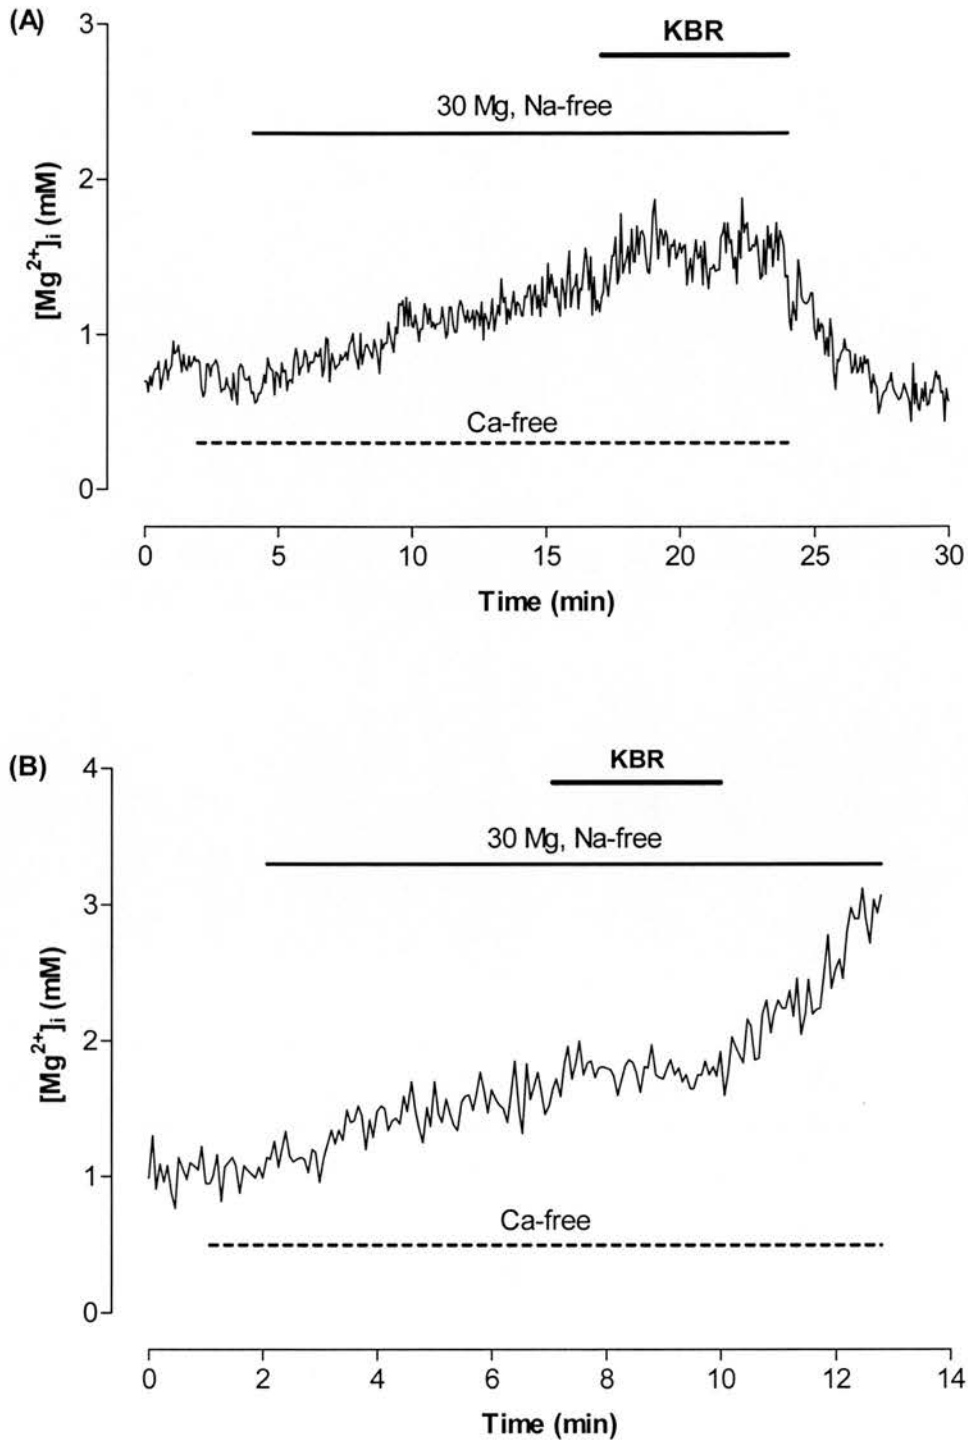 (A)
3
2
1
0
[Mg²⁺]ᵢ (mM)
KBR
30 Mg, Na-free
Ca-free
0 5 10 15 20 25 30
Time (min)
(B)
4
3
2
1
0
[Mg²⁺]ᵢ (mM)
KBR
30 Mg, Na-free
Ca-free
0 2 4 6 8 10 12 14
Time (min)